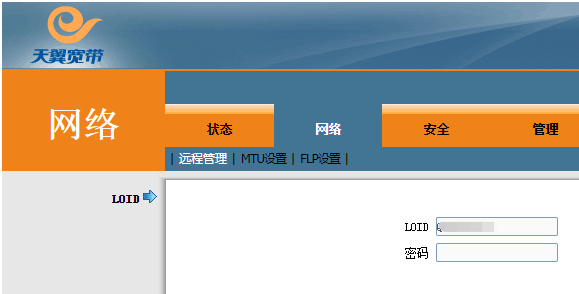 天翼宽带
网络
状态 网络 安全 管理
| 远程管理 | MTU设置 | FLP设置 |
LOID
LOID
密码